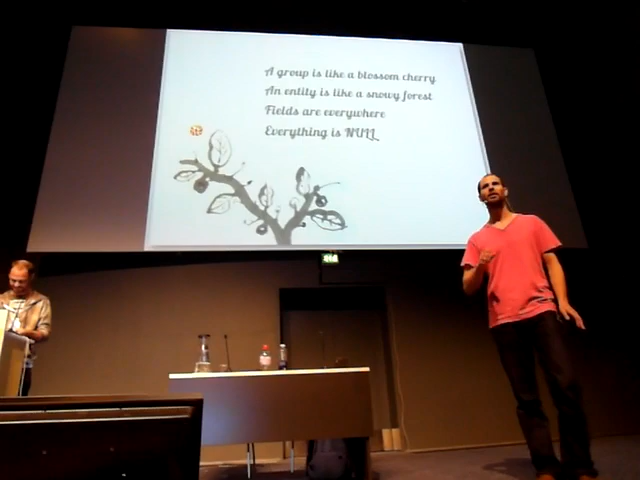 A group is like a blossom cherry
An entity is like a snowy forest
Fields are everywhere
Everything is NULL